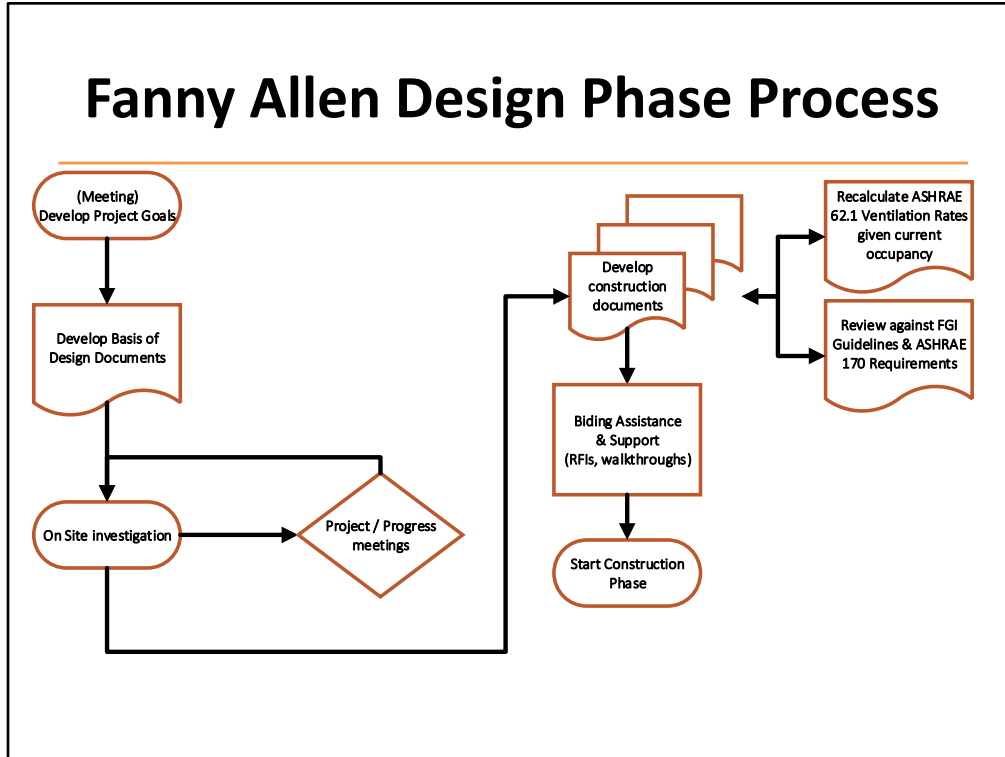 Fanny Allen Design Phase Process
(Meeting)
Develop Project Goals
Develop Basis of
Design Documents
On Site investigation
Project / Progress
meetings
Develop
construction
documents
Biding Assistance
& Support
(RFIs, walkthroughs)
Start Construction
Phase
Recalculate ASHRAE
62.1 Ventilation Rates
given current
occupancy
Review against FGI
Guidelines & ASHRAE
170 Requirements